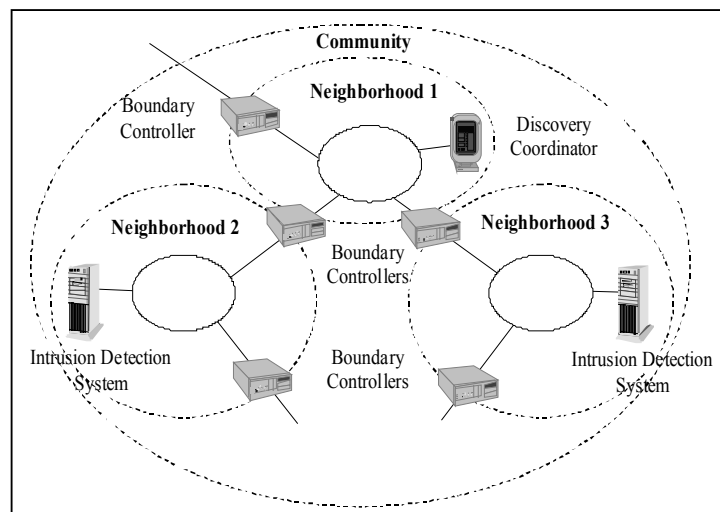 Community
Neighborhood 1
Boundary
Controller
Discovery
Coordinator
Neighborhood 2
Neighborhood 3
Boundary
Controllers
Intrusion Detection
System
Boundary
Controllers
Intrusion Detection
System